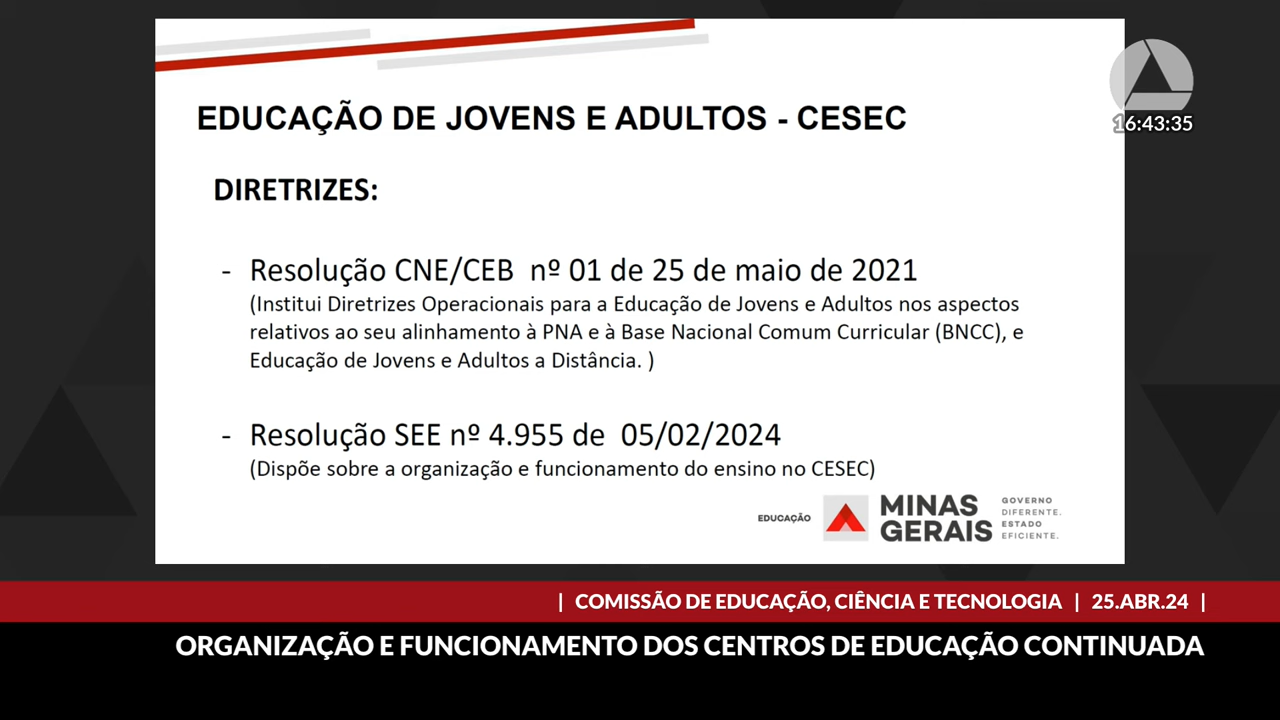 16:43:35
EDUCAÇÃO DE JOVENS E ADULTOS - CESEC
DIRETRIZES:
- Resolução CNE/CEB nº 01 de 25 de maio de 2021
(Institui Diretrizes Operacionais para a Educação de Jovens e Adultos nos aspectos
relativos ao seu alinhamento à PNA e à Base Nacional Comum Curricular (BNCC), e
Educação de Jovens e Adultos a Distância. )
- Resolução SEE nº 4.955 de 05/02/2024
(Dispõe sobre a organização e funcionamento do ensino no CESEC)
EDUCAÇÃO
MINAS
GERAIS
GOVERNO
DIFERENTE.
ESTADO
EFICIENTE.
| COMISSÃO DE EDUCAÇÃO, CIÊNCIA E TECNOLOGIA | 25.ABR.24 |
ORGANIZAÇÃO E FUNCIONAMENTO DOS CENTROS DE EDUCAÇÃO CONTINUADA